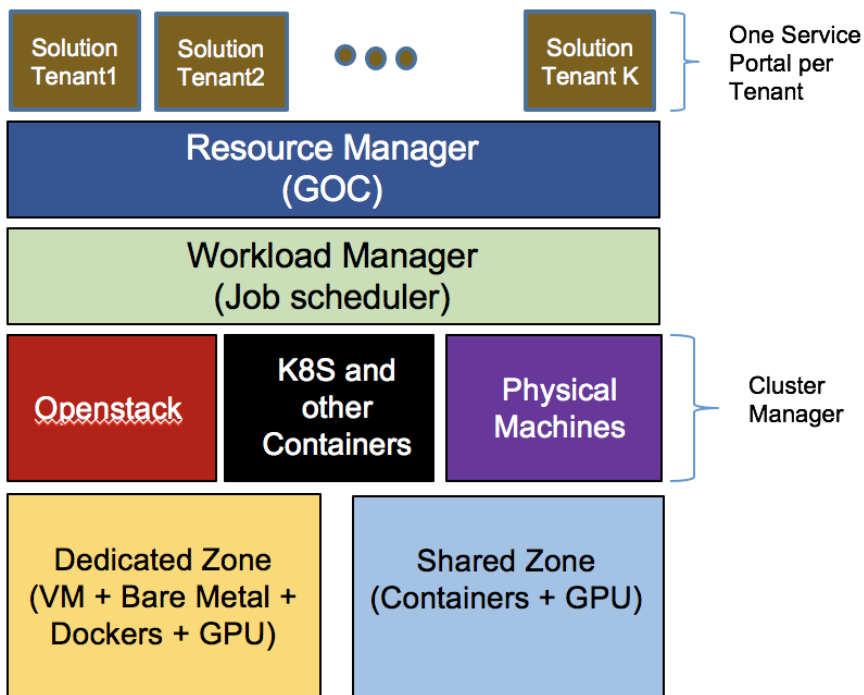 Solution
Tenant1
Solution
Tenant2
Solution
Tenant K
One Service
Portal per
Tenant
Resource Manager
(GOC)
Workload Manager
(Job scheduler)
Openstack
K8S and
other
Containers
Physical
Machines
Cluster
Manager
Dedicated Zone
(VM + Bare Metal +
Dockers + GPU)
Shared Zone
(Containers + GPU)